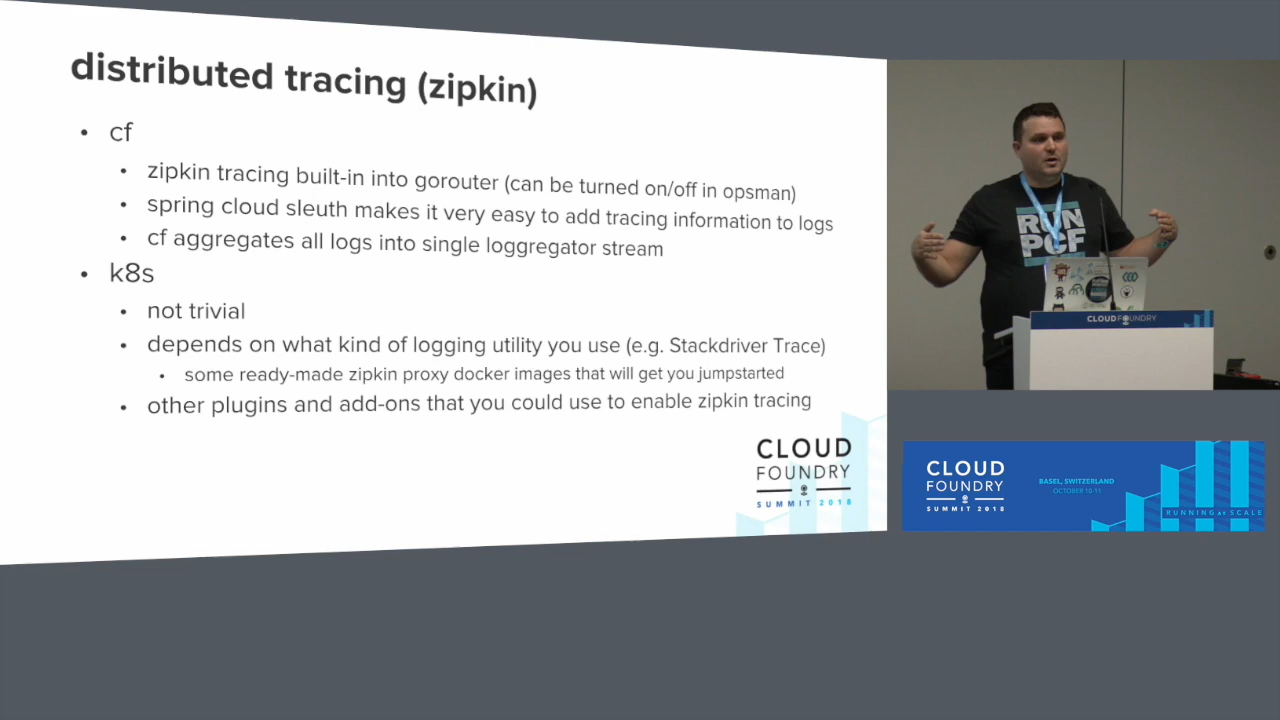 distributed tracing (zipkin)
• cf
• zipkin tracing built-in into gorouter (can be turned on/off in opsman)
• spring cloud sleuth makes it very easy to add tracing information to logs
• cf aggregates all logs into single loggregator stream
• k8s
• not trivial
• depends on what kind of logging utility you use (e.g. Stackdriver Trace)
• some ready-made zipkin proxy docker images that will get you jumpstarted
• other plugins and add-ons that you could use to enable zipkin tracing
CLOUD
FOUNDRY
SUMMIT 2018
RUN
PCF
CLOUD FOUNDRY
CLOUD
FOUNDRY
SUMMIT 2018
BASEL, SWITZERLAND
OCTOBER 10-11
RUNNING AT SCALE